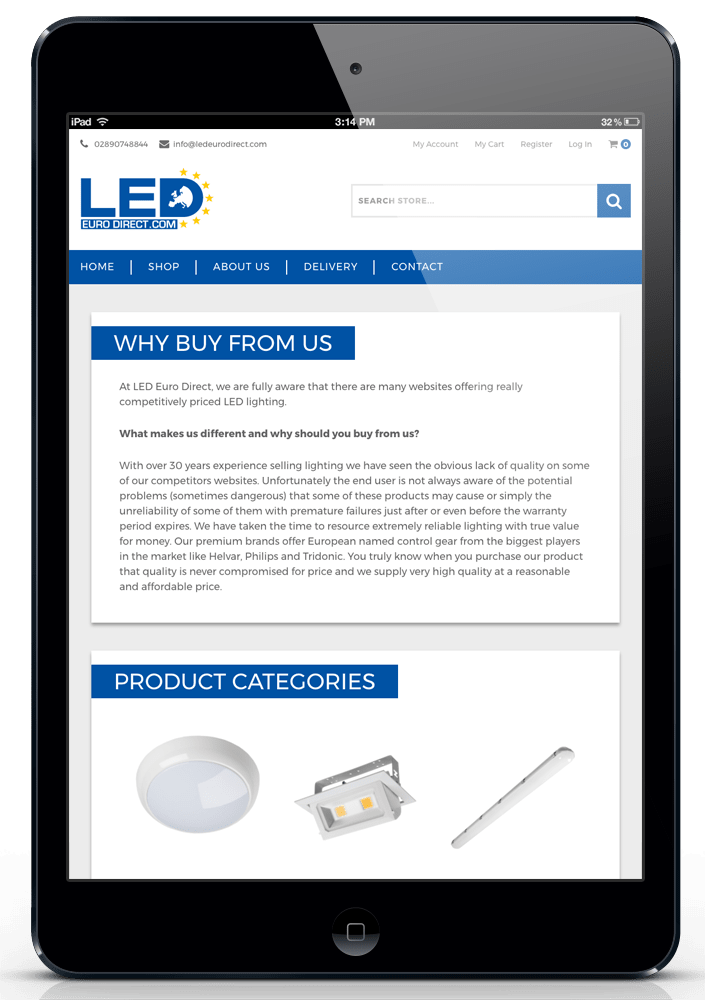 iPad 3:14 PM 32 %
02890748844 info@ledeurodirect.com My Account My Cart Register Log In 0
LED
EURO DIRECT.COM
SEARCH STORE...
HOME SHOP ABOUT US DELIVERY CONTACT
WHY BUY FROM US
At LED Euro Direct, we are fully aware that there are many websites offering really
competitively priced LED lighting.
What makes us different and why should you buy from us?
With over 30 years experience selling lighting we have seen the obvious lack of quality on some
of our competitors websites. Unfortunately the end user is not always aware of the potential
problems (sometimes dangerous) that some of these products may cause or simply the
unreliability of some of them with premature failures just after or even before the warranty
period expires. We have taken the time to resource extremely reliable lighting with true value
for money. Our premium brands offer European named control gear from the biggest players
in the market like Helvar, Philips and Tridonic. You truly know when you purchase our product
that quality is never compromised for price and we supply very high quality at a reasonable
and affordable price.
PRODUCT CATEGORIES